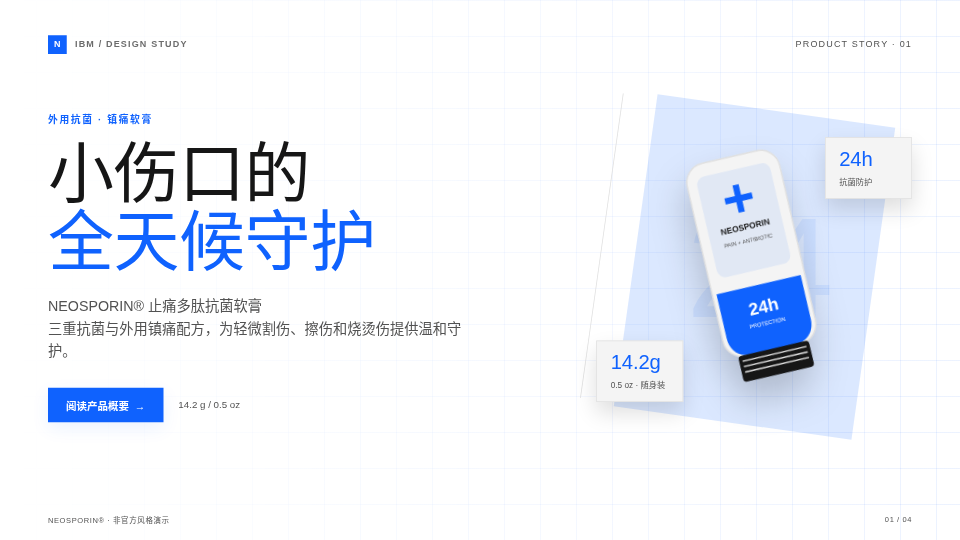 N IBM / DESIGN STUDY
PRODUCT STORY · 01
外用抗菌 · 镇痛软膏
小伤口的
全天候守护
NEOSPORIN® 止痛多肽抗菌软膏
三重抗菌与外用镇痛配方，为轻微割伤、擦伤和烧烫伤提供温和守
护。
阅读产品概要 →
14.2 g / 0.5 oz
24h
抗菌防护
NEOSPORIN
PAIN + ANTIBIOTIC
24h
PROTECTION
14.2g
0.5 oz · 随身装
24
NEOSPORIN® · 非官方风格演示
01 / 04